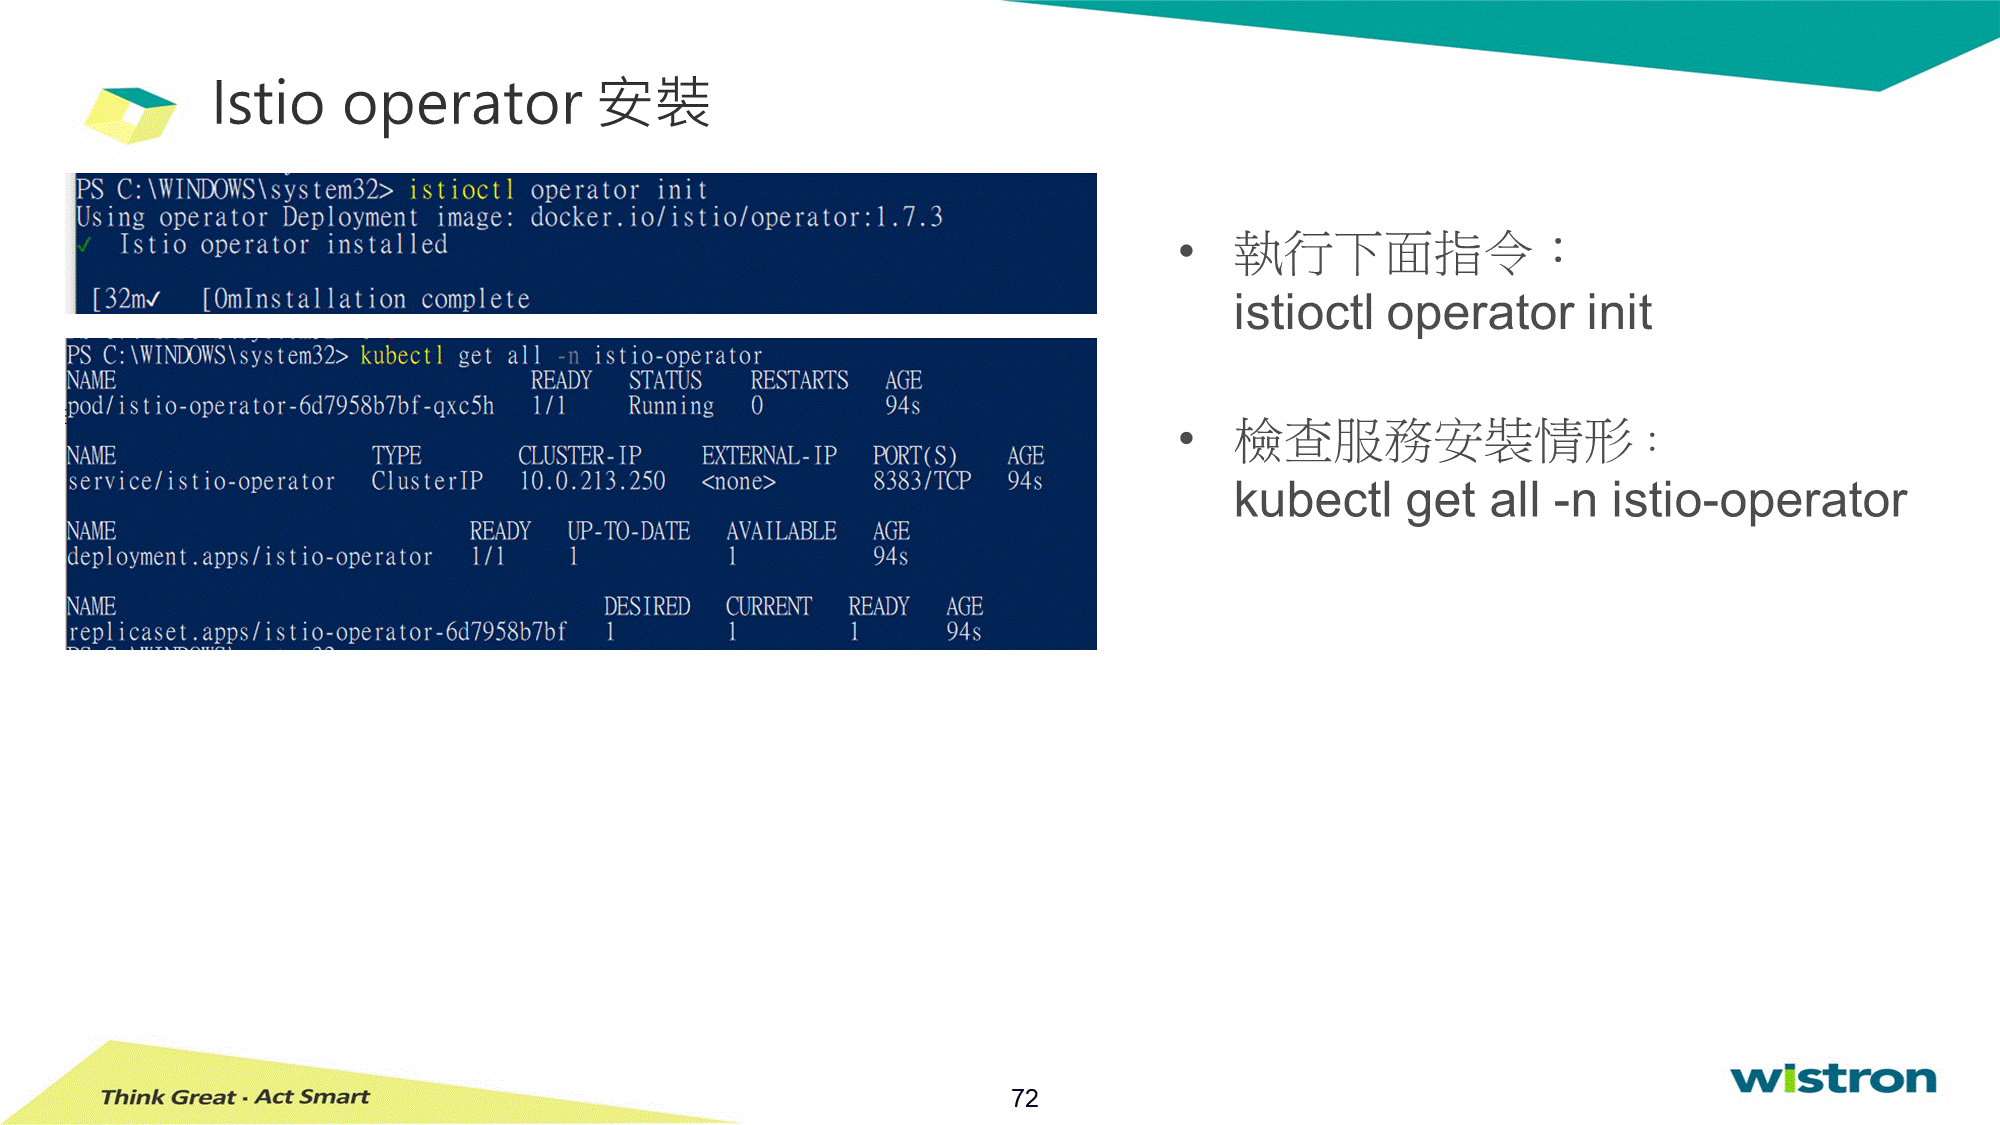 Istio operator 安裝
PS C:\WINDOWS\system32> istioctl operator init
Using operator Deployment image: docker.io/istio/operator:1.7.3
✓ Istio operator installed
[32m✓ [0mInstallation complete
PS C:\WINDOWS\system32> kubectl get all -n istio-operator
NAME READY STATUS RESTARTS AGE
pod/istio-operator-6d7958b7bf-qxc5h 1/1 Running 0 94s
NAME TYPE CLUSTER-IP EXTERNAL-IP PORT(S) AGE
service/istio-operator ClusterIP 10.0.213.250 <none> 8383/TCP 94s
NAME READY UP-TO-DATE AVAILABLE AGE
deployment.apps/istio-operator 1/1 1 1 94s
NAME DESIRED CURRENT READY AGE
replicaset.apps/istio-operator-6d7958b7bf 1 1 1 94s
• 執行下面指令：
istioctl operator init
• 檢查服務安裝情形：
kubectl get all -n istio-operator
Think Great · Act Smart
72
wistron